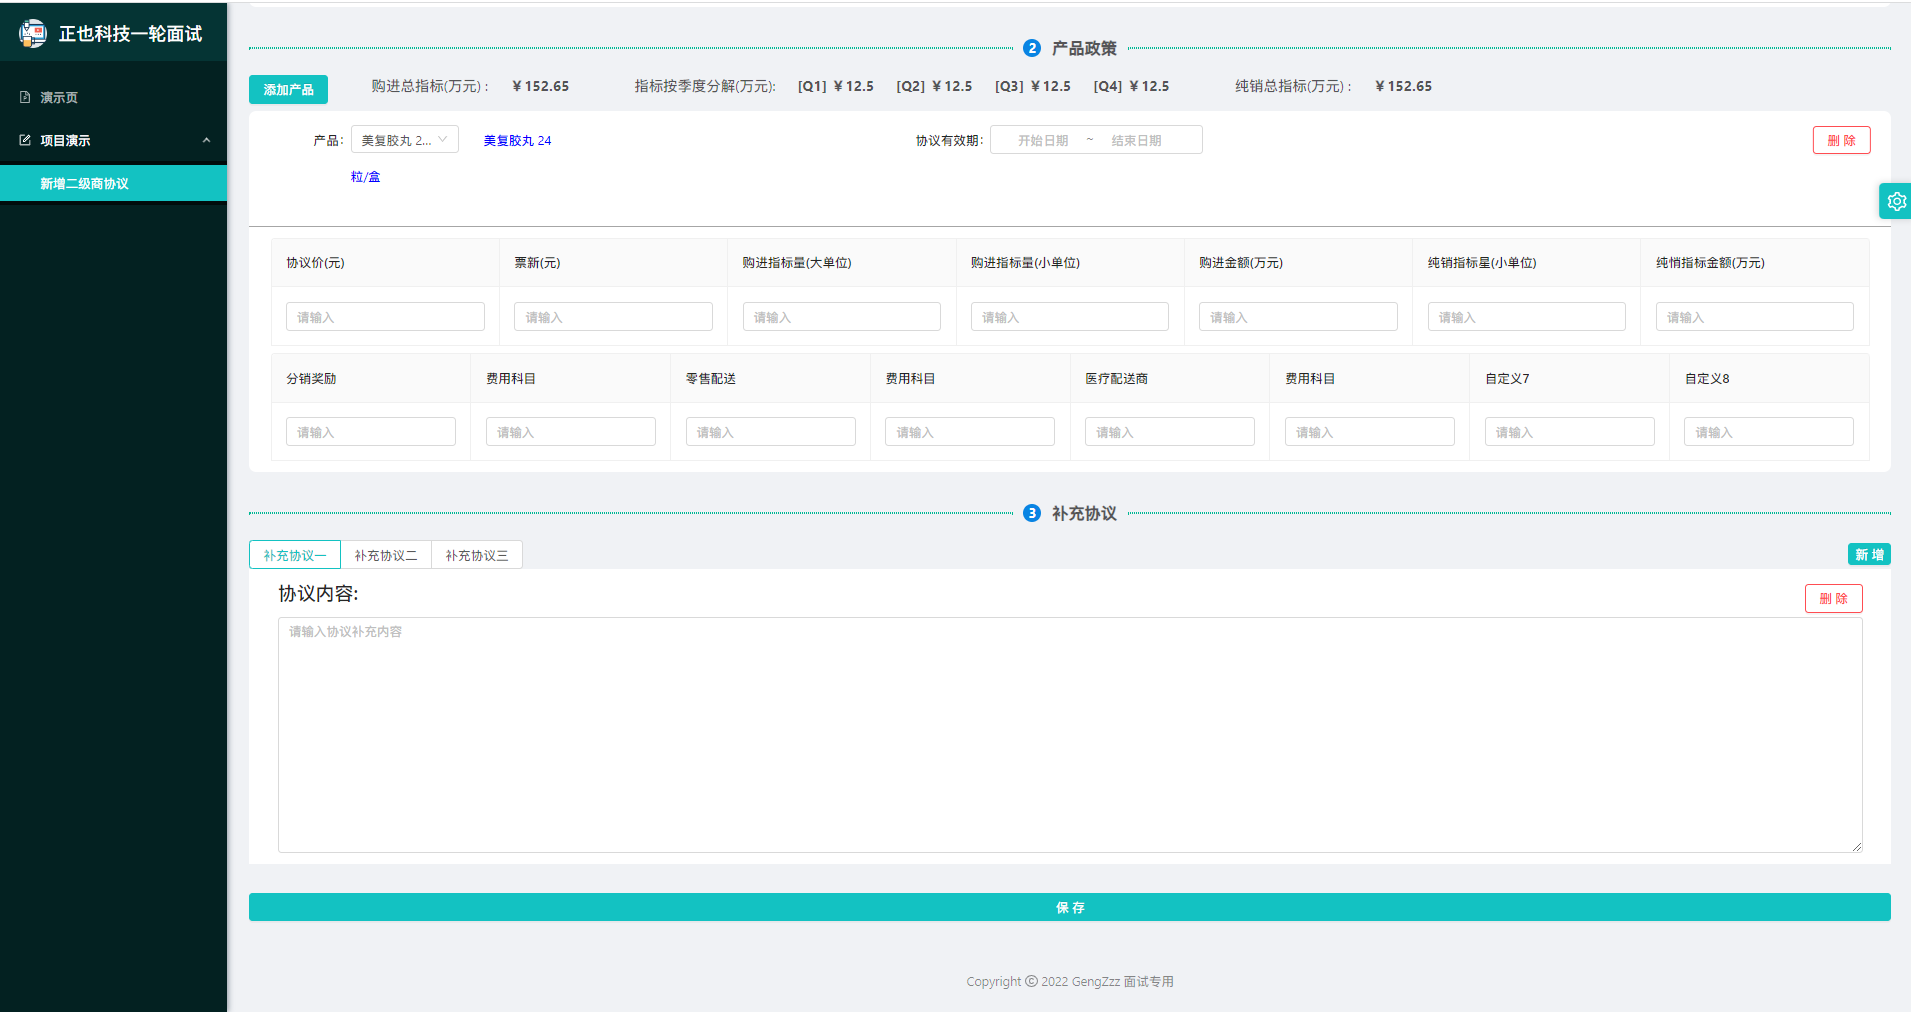 正也科技一轮面试
演示页
项目演示
新增二级商协议
2 产品政策
添加产品 购进总指标(万元) : ￥152.65 指标按季度分解(万元): [Q1] ￥12.5 [Q2] ￥12.5 [Q3] ￥12.5 [Q4] ￥12.5 纯销总指标(万元) : ￥152.65
产品: 美复胶丸 2... 美复胶丸 24 协议有效期: 开始日期 ~ 结束日期 删 除
粒/盒
协议价(元) 票新(元) 购进指标量(大单位) 购进指标量(小单位) 购进金额(万元) 纯销指标星(小单位) 纯悄指标金额(万元)
请输入 请输入 请输入 请输入 请输入 请输入 请输入
分销奖励 费用科目 零售配送 费用科目 医疗配送商 费用科目 自定义7 自定义8
请输入 请输入 请输入 请输入 请输入 请输入 请输入 请输入
3 补充协议
补充协议一 补充协议二 补充协议三 新 增
协议内容: 删 除
请输入协议补充内容
保 存
Copyright © 2022 GengZzz 面试专用